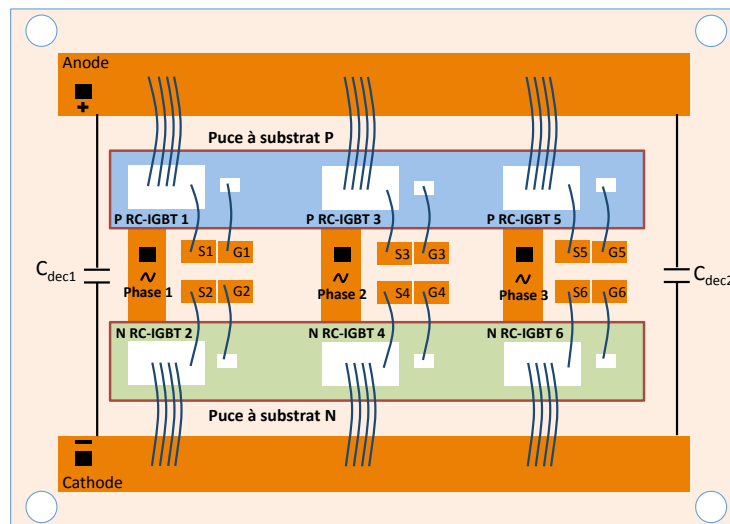 Anode
+
Puce à substrat P
P RC-IGBT 1
P RC-IGBT 3
P RC-IGBT 5
S1
G1
S3
G3
S5
G5
~
~
~
Phase 1
Phase 2
Phase 3
Cdec1
Cdec2
S2
G2
S4
G4
S6
G6
N RC-IGBT 2
N RC-IGBT 4
N RC-IGBT 6
Puce à substrat N
−
Cathode